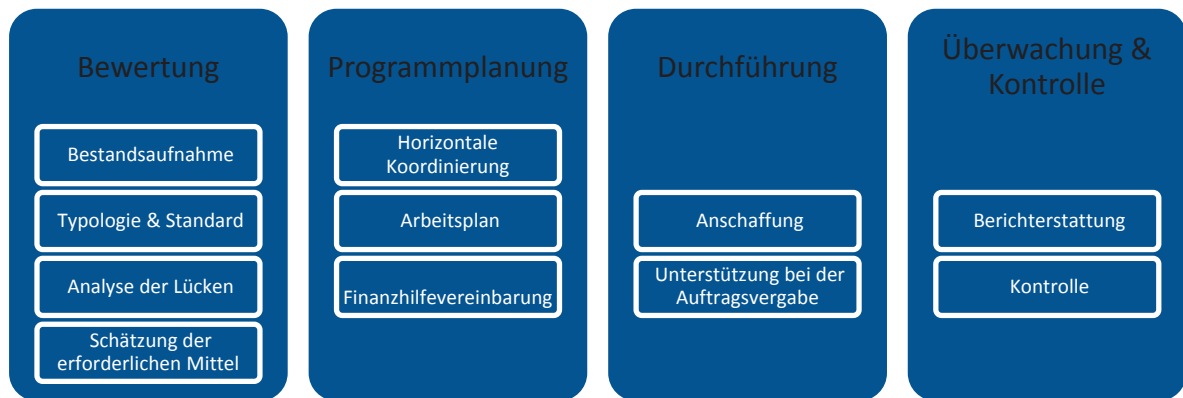 Bewertung
Bestandsaufnahme
Typologie & Standard
Analyse der Lücken
Schätzung der
erforderlichen Mittel
Programmplanung
Horizontale
Koordinierung
Arbeitsplan
Finanzhilfevereinbarung
Durchführung
Anschaffung
Unterstützung bei der
Auftragsvergabe
Überwachung &
Kontrolle
Berichterstattung
Kontrolle